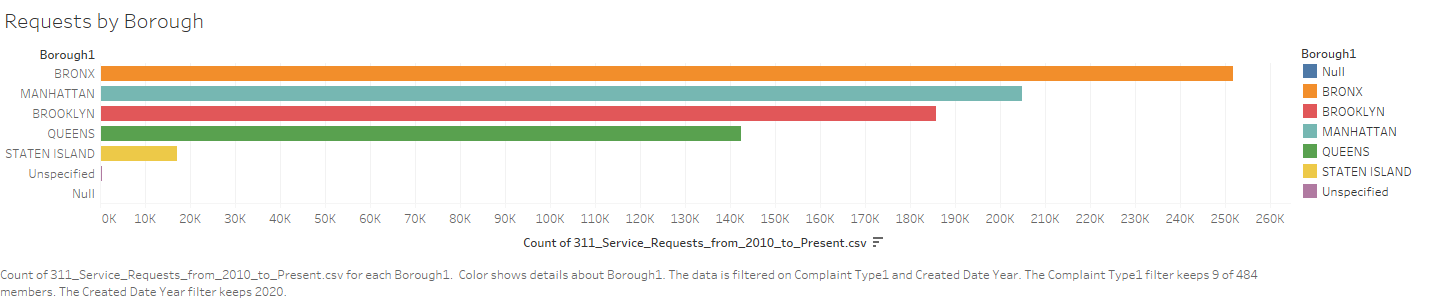 Requests by Borough
Borough1
BRONX
MANHATTAN
BROOKLYN
QUEENS
STATEN ISLAND
Unspecified
Null
0K 10K 20K 30K 40K 50K 60K 70K 80K 90K 100K 110K 120K 130K 140K 150K 160K 170K 180K 190K 200K 210K 220K 230K 240K 250K 260K
Count of 311_Service_Requests_from_2010_to_Present.csv
Borough1
Null
BRONX
BROOKLYN
MANHATTAN
QUEENS
STATEN ISLAND
Unspecified
Count of 311_Service_Requests_from_2010_to_Present.csv for each Borough1. Color shows details about Borough1. The data is filtered on Complaint Type1 and Created Date Year. The Complaint Type1 filter keeps 9 of 484
members. The Created Date Year filter keeps 2020.